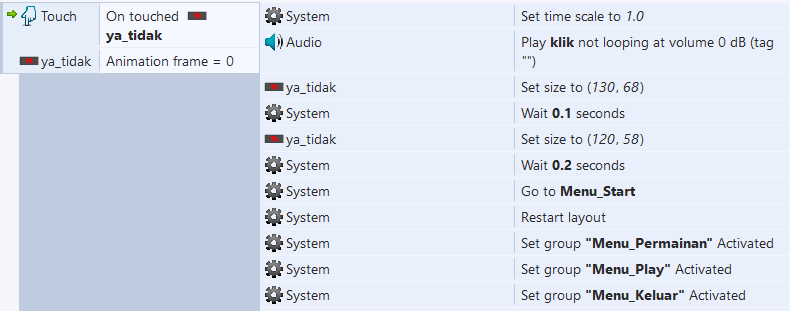 Touch On touched
ya_tidak
ya_tidak Animation frame = 0
System Set time scale to 1.0
Audio Play klik not looping at volume 0 dB (tag
"")
ya_tidak Set size to (130, 68)
System Wait 0.1 seconds
ya_tidak Set size to (120, 58)
System Wait 0.2 seconds
System Go to Menu_Start
System Restart layout
System Set group "Menu_Permainan" Activated
System Set group "Menu_Play" Activated
System Set group "Menu_Keluar" Activated